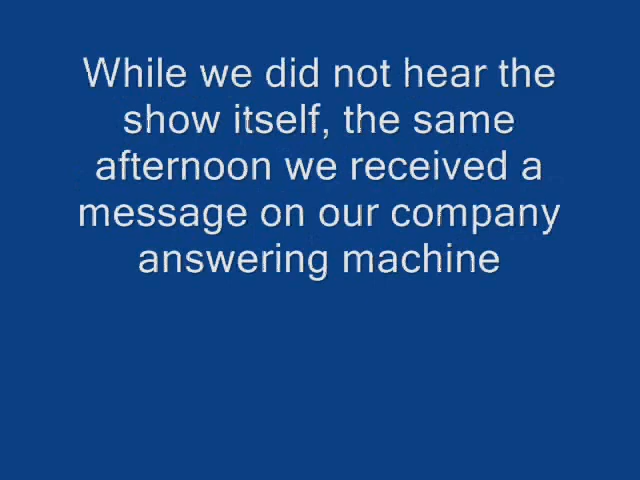 While we did not hear the
show itself, the same
afternoon we received a
message on our company
answering machine